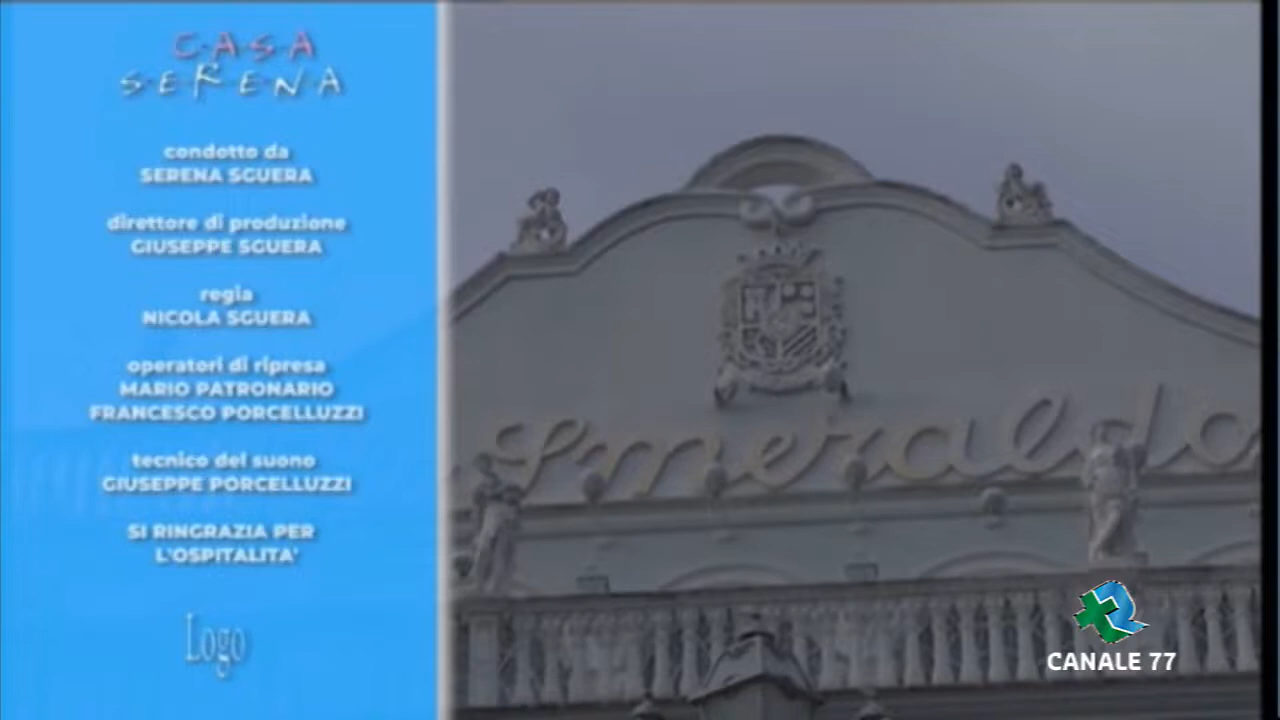 CASA
SERENA
condotto da
SERENA SGUERA
direttore di produzione
GIUSEPPE SGUERA
regia
NICOLA SGUERA
operatori di ripresa
MARIO PATRONARIO
FRANCESCO PORCELLUZZI
tecnico del suono
GIUSEPPE PORCELLUZZI
SI RINGRAZIA PER
L'OSPITALITA'
Logo
Smeraldo
CANALE 77